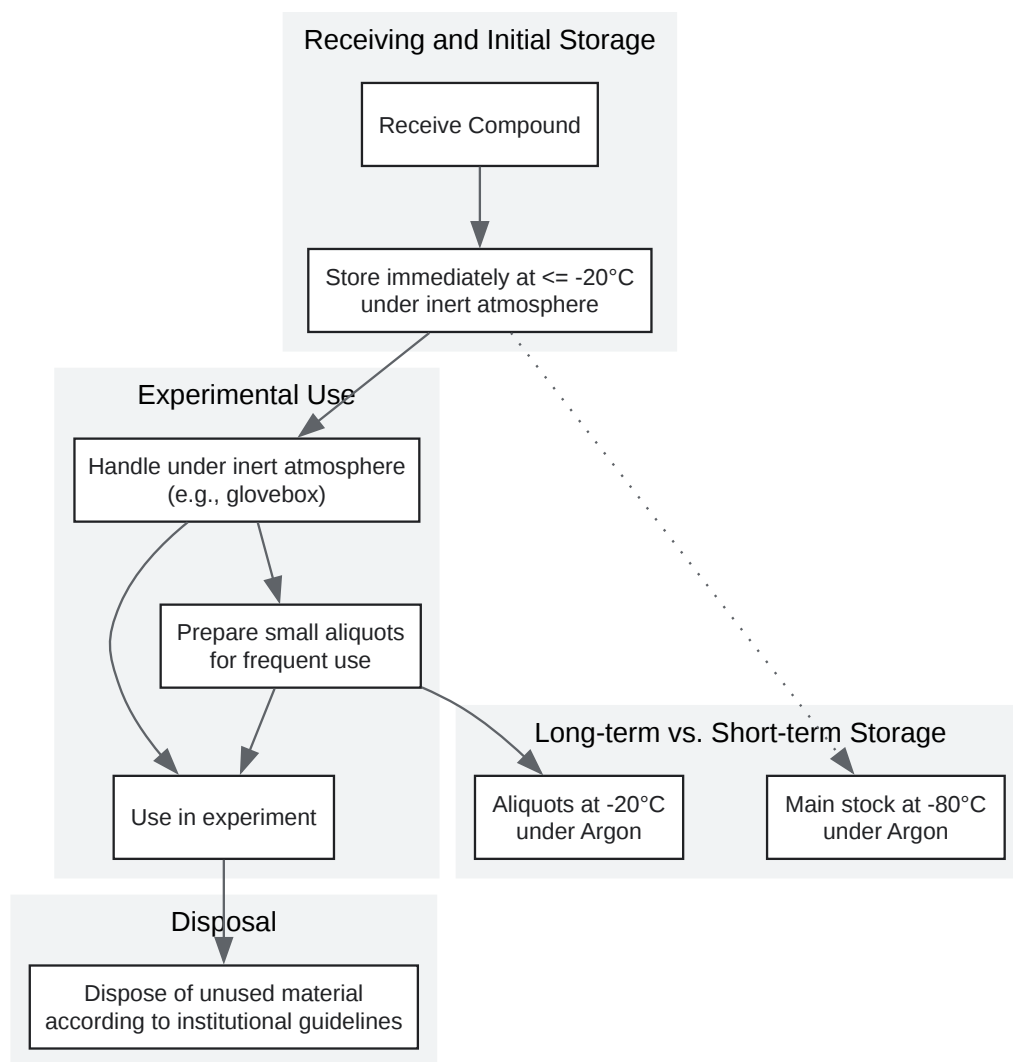 Receiving and Initial Storage
Receive Compound
Store immediately at <= -20°C
under inert atmosphere
Experimental Use
Handle under inert atmosphere
(e.g., glovebox)
Prepare small aliquots
for frequent use
Use in experiment
Long-term vs. Short-term Storage
Aliquots at -20°C
under Argon
Main stock at -80°C
under Argon
Disposal
Dispose of unused material
according to institutional guidelines